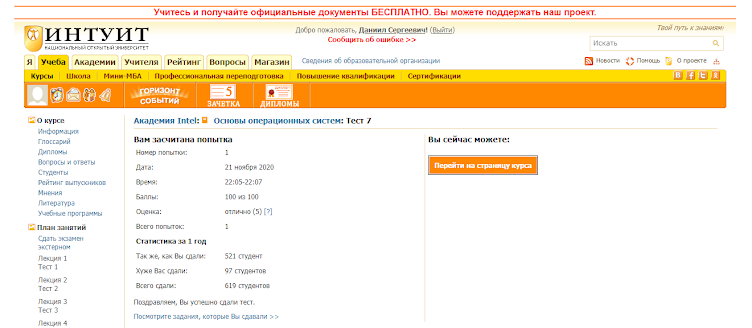 Учитесь и получайте официальные документы БЕСПЛАТНО. Вы можете поддержать наш проект.
ИНТУИТ
НАЦИОНАЛЬНЫЙ ОТКРЫТЫЙ УНИВЕРСИТЕТ
Добро пожаловать, Даниил Сергеевич! (Выйти)
Сообщить об ошибке >>
Твой путь к знаниям!
Искать
Я Учеба Академии Учителя Рейтинг Вопросы Магазин Сведения об образовательной организации
Новости Помощь О проекте
Курсы Школа Мини-МБА Профессиональная переподготовка Повышение квалификации Сертификации
ГОРИЗОНТ СОБЫТИЙ
5
ЗАЧЕТКА
ДИПЛОМЫ
О курсе
Информация
Глоссарий
Дипломы
Вопросы и ответы
Студенты
Рейтинг выпускников
Мнения
Литература
Учебные программы
План занятий
Сдать экзамен
экстерном
Лекция 1
Тест 1
Лекция 2
Тест 2
Лекция 3
Тест 3
Лекция 4
Академия Intel: Основы операционных систем: Тест 7
Вам засчитана попытка
Номер попытки: 1
Дата: 21 ноября 2020
Время: 22:05-22:07
Баллы: 100 из 100
Оценка: отлично (5) [?]
Всего попыток: 1
Статистика за 1 год
Так же, как Вы сдали: 521 студент
Хуже Вас сдали: 97 студентов
Всего сдали: 619 студентов
Поздравляем, Вы успешно сдали тест.
Посмотрите задания, которые Вы сдавали >>
Вы сейчас можете:
Перейти на страницу курса